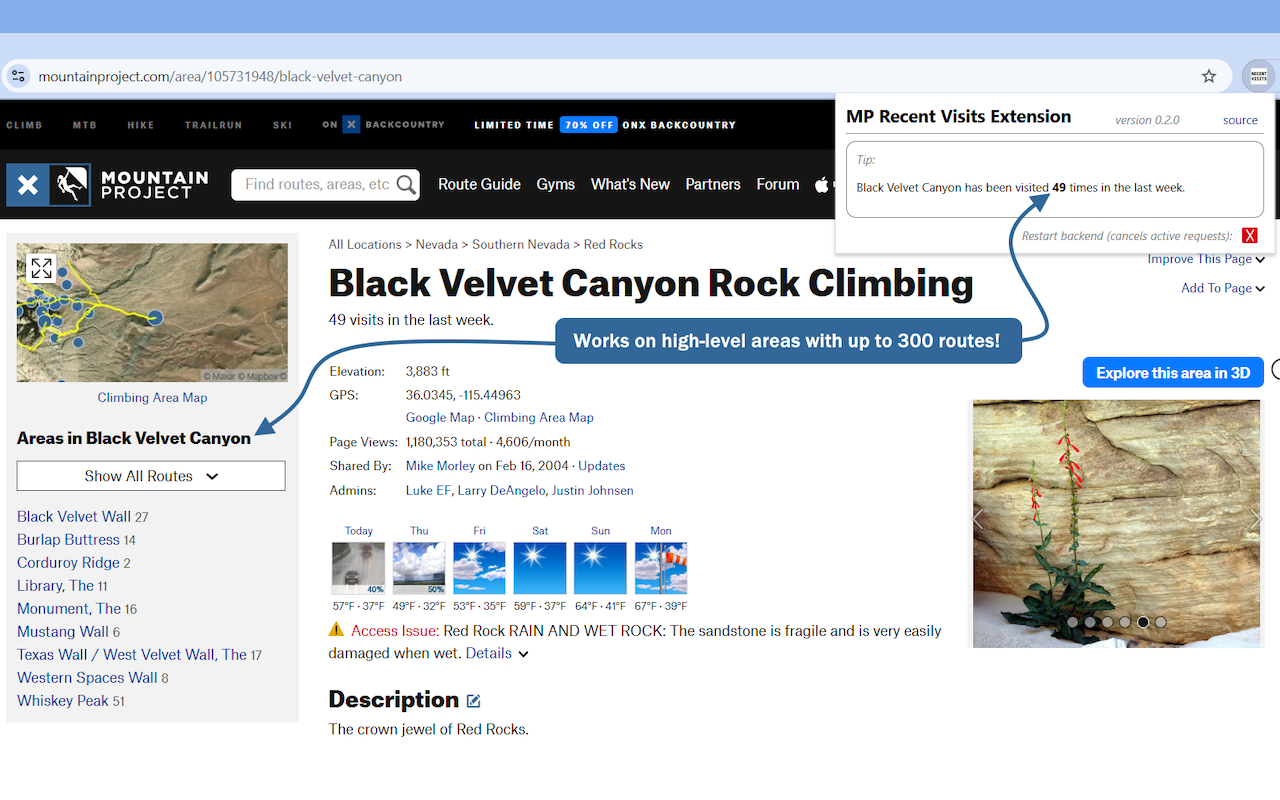 mountainproject.com/area/105731948/black-velvet-canyon
RECENT
VISITS
CLIMB MTB HIKE TRAILRUN SKI ON X BACKCOUNTRY LIMITED TIME 70% OFF ONX BACKCOUNTRY
MP Recent Visits Extension version 0.2.0 source
Tip:
Black Velvet Canyon has been visited 49 times in the last week.
Restart backend (cancels active requests): X
MOUNTAIN
PROJECT
Find routes, areas, etc
Route Guide Gyms What's New Partners Forum
Improve This Page
Add To Page
All Locations > Nevada > Southern Nevada > Red Rocks
Black Velvet Canyon Rock Climbing
49 visits in the last week.
Works on high-level areas with up to 300 routes!
© Maxar © Mapbox ©
Climbing Area Map
Areas in Black Velvet Canyon
Show All Routes
Black Velvet Wall 27
Burlap Buttress 14
Corduroy Ridge 2
Library, The 11
Monument, The 16
Mustang Wall 6
Texas Wall / West Velvet Wall, The 17
Western Spaces Wall 8
Whiskey Peak 51
Elevation: 3,883 ft
GPS: 36.0345, -115.44963
Google Map · Climbing Area Map
Page Views: 1,180,353 total · 4,606/month
Shared By: Mike Morley on Feb 16, 2004 · Updates
Admins: Luke EF, Larry DeAngelo, Justin Johnsen
Explore this area in 3D
Today Thu Fri Sat Sun Mon
40% 50%
57°F · 37°F 49°F · 32°F 53°F · 35°F 59°F · 37°F 64°F · 41°F 67°F · 39°F
Access Issue: Red Rock RAIN AND WET ROCK: The sandstone is fragile and is very easily
damaged when wet. Details
Description
The crown jewel of Red Rocks.